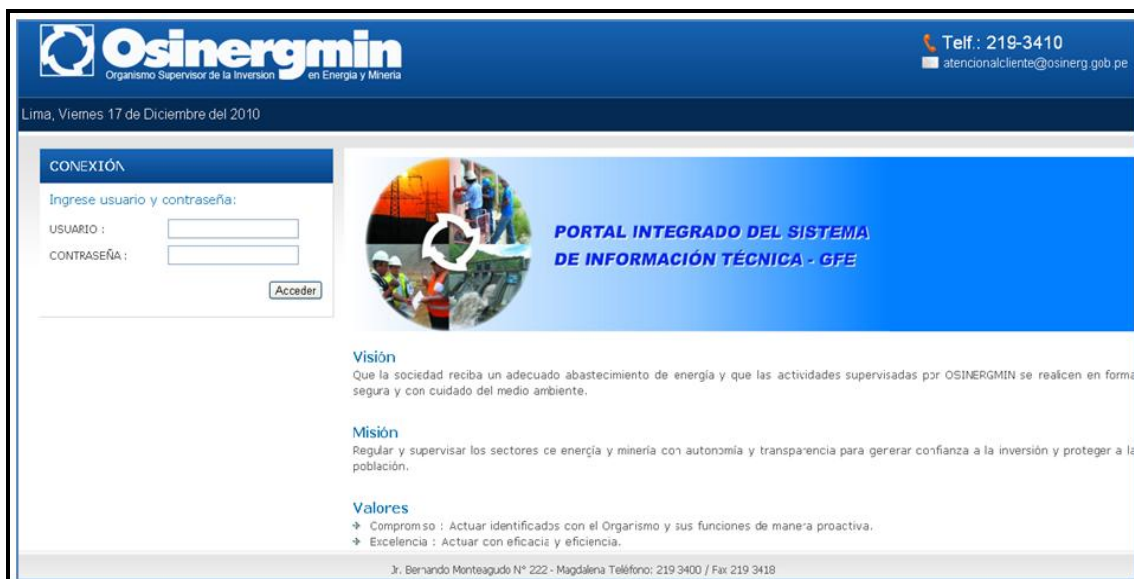 Osinergmin
Organismo Supervisor de la Inversion en Energia y Mineria
Telf.: 219-3410
atencionalcliente@osinerg.gob.pe
Lima, Viernes 17 de Diciembre del 2010
CONEXIÓN
Ingrese usuario y contraseña:
USUARIO :
CONTRASEÑA :
Acceder
PORTAL INTEGRADO DEL SISTEMA
DE INFORMACIÓN TÉCNICA - GFE
Visión
Que la sociedad reciba un adecuado abastecimiento de energía y que las actividades supervisadas por OSINERGMIN se realicen en forma
segura y con cuidado del medio ambiente.
Misión
Regular y supervisar los sectores de energía y minería con autonomía y transparencia para generar confianza a la inversión y proteger a la
población.
Valores
Compromiso : Actuar identificados con el Organismo y sus funciones de manera proactiva.
Excelencia : Actuar con eficacia y eficiencia.
Jr. Bernando Monteagudo N° 222 - Magdalena Teléfono: 219 3400 / Fax 219 3418